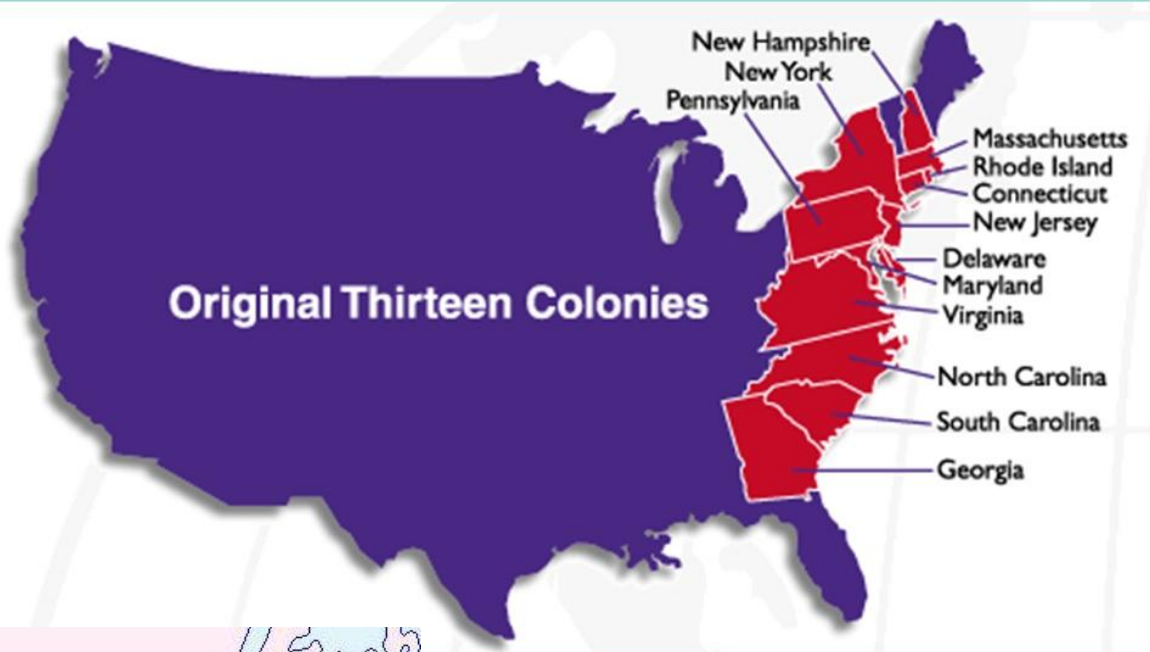 New Hampshire
New York
Pennsylvania
Massachusetts
Rhode Island
Connecticut
New Jersey
Delaware
Maryland
Virginia
Original Thirteen Colonies
North Carolina
South Carolina
Georgia